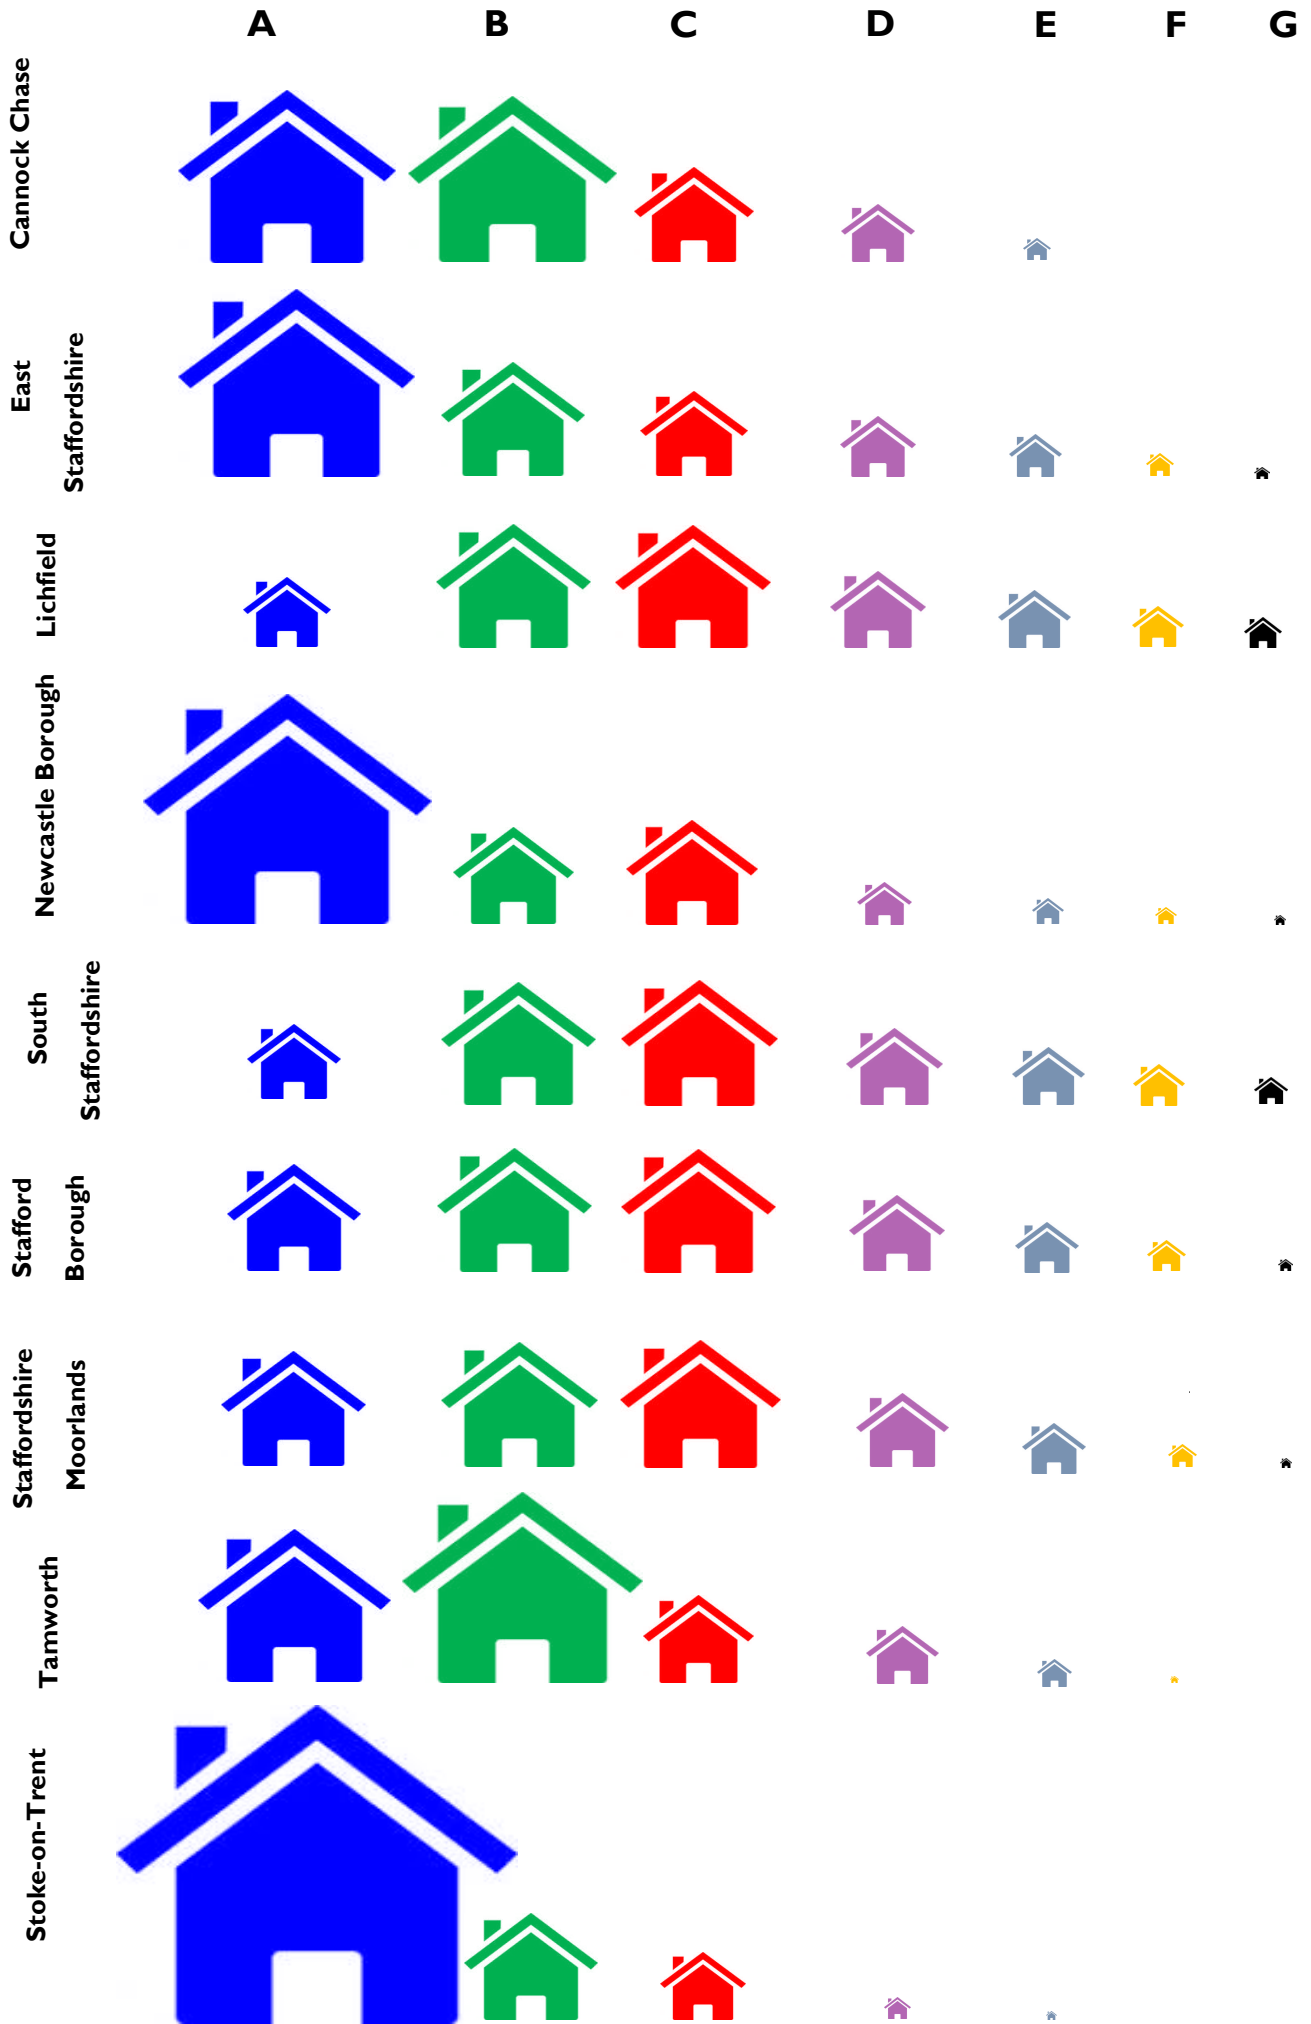 A B C D E F G
Cannock Chase
East
Staffordshire
Lichfield
Newcastle Borough
South
Staffordshire
Stafford
Borough
Staffordshire
Moorlands
Tamworth
Stoke-on-Trent